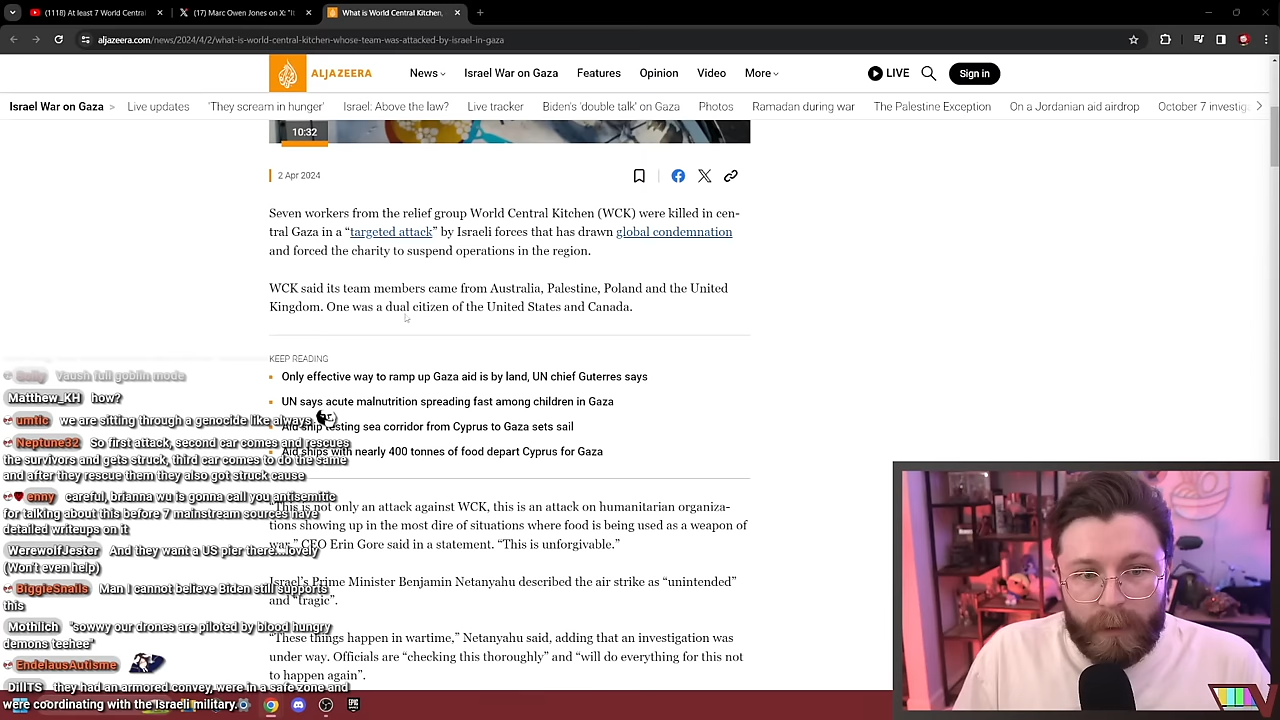 (1118) At least 7 World Central K
(17) Marc Owen Jones on X: "It
What is World Central Kitchen,
aljazeera.com/news/2024/4/2/what-is-world-central-kitchen-whose-team-was-attacked-by-israel-in-gaza
ALJAZEERA
News
Israel War on Gaza
Features
Opinion
Video
More
LIVE
Sign in
Israel War on Gaza >
Live updates
'They scream in hunger'
Israel: Above the law?
Live tracker
Biden's 'double talk' on Gaza
Photos
Ramadan during war
The Palestine Exception
On a Jordanian aid airdrop
October 7 investig
10:32
2 Apr 2024
Seven workers from the relief group World Central Kitchen (WCK) were killed in cen-
tral Gaza in a “targeted attack” by Israeli forces that has drawn global condemnation
and forced the charity to suspend operations in the region.
WCK said its team members came from Australia, Palestine, Poland and the United
Kingdom. One was a dual citizen of the United States and Canada.
KEEP READING
Only effective way to ramp up Gaza aid is by land, UN chief Guterres says
UN says acute malnutrition spreading fast among children in Gaza
Aid ship testing sea corridor from Cyprus to Gaza sets sail
Aid ships with nearly 400 tonnes of food depart Cyprus for Gaza
“This is not only an attack against WCK, this is an attack on humanitarian organiza-
tions showing up in the most dire of situations where food is being used as a weapon of
war,” CEO Erin Gore said in a statement. “This is unforgivable.”
Israel’s Prime Minister Benjamin Netanyahu described the air strike as “unintended”
and “tragic”.
“These things happen in wartime,” Netanyahu said, adding that an investigation was
under way. Officials are “checking this thoroughly” and “will do everything for this not
to happen again”.
Vaush full goblin mode
Matthew_KH how?
umtic we are sitting through a genocide like always
Neptune32 So first attack, second car comes and rescues
the survivors and gets struck, third car comes to do the same
and after they rescue them they also got struck cause
enny careful, brianna wu is gonna call you antisemitic
for talking about this before 7 mainstream sources have
detailed writeups on it
WerewolfJester And they want a US pier there...lovely
(Won't even help)
BiggieSnails Man I cannot believe Biden still supports
this
Mothitch "sowwy our drones are piloted by blood hungry
demons teehee"
EndelausAutisme
DillTS they had an armored convey, were in a safe zone and
were coordinating with the Israeli military.